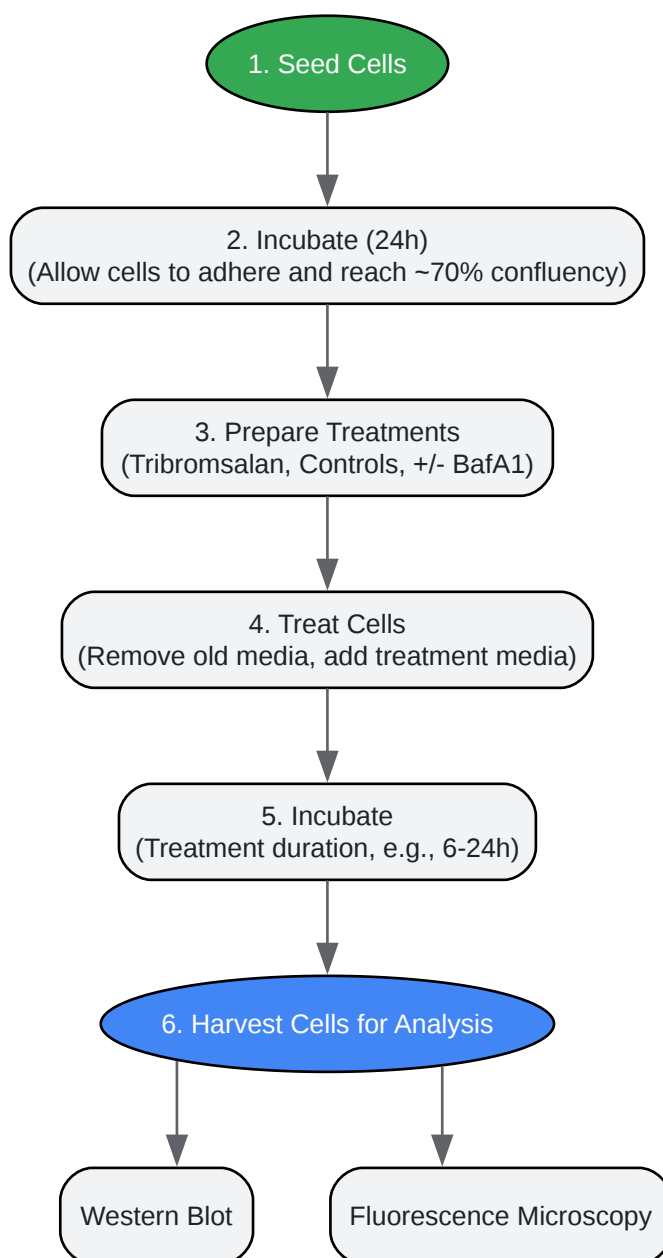 1. Seed Cells
2. Incubate (24h)
(Allow cells to adhere and reach ~70% confluency)
3. Prepare Treatments
(Tribromsalan, Controls, +/- BafA1)
4. Treat Cells
(Remove old media, add treatment media)
5. Incubate
(Treatment duration, e.g., 6-24h)
6. Harvest Cells for Analysis
Western Blot
Fluorescence Microscopy